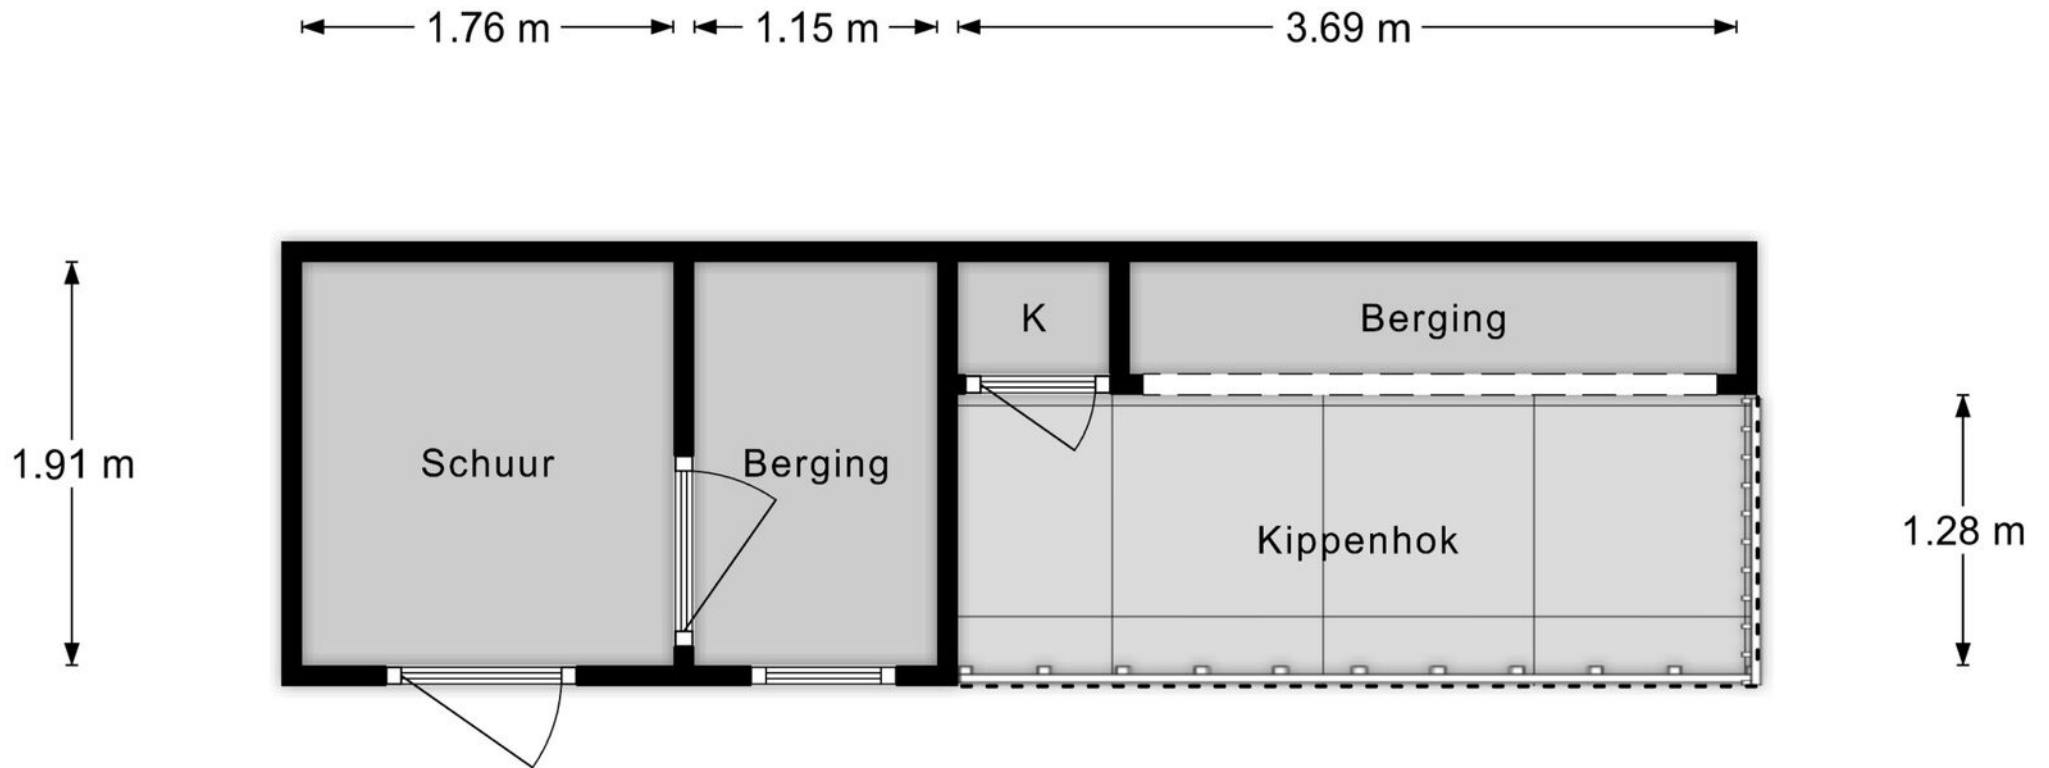 1.76 m 1.15 m 3.69 m
K Berging
1.91 m Schuur Berging
Kippenhok 1.28 m